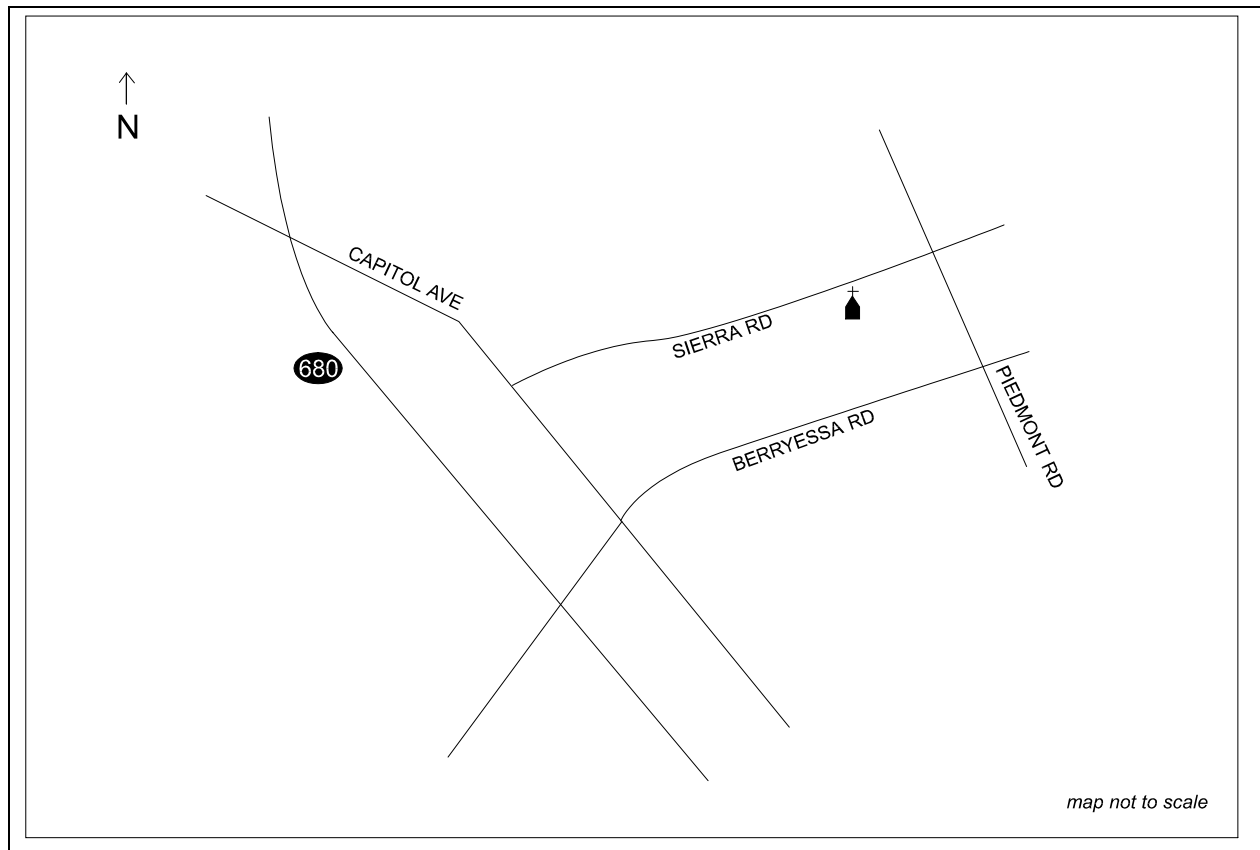 N
CAPITOL AVE
680
SIERRA RD
BERRYESSA RD
PIEDMONT RD
map not to scale